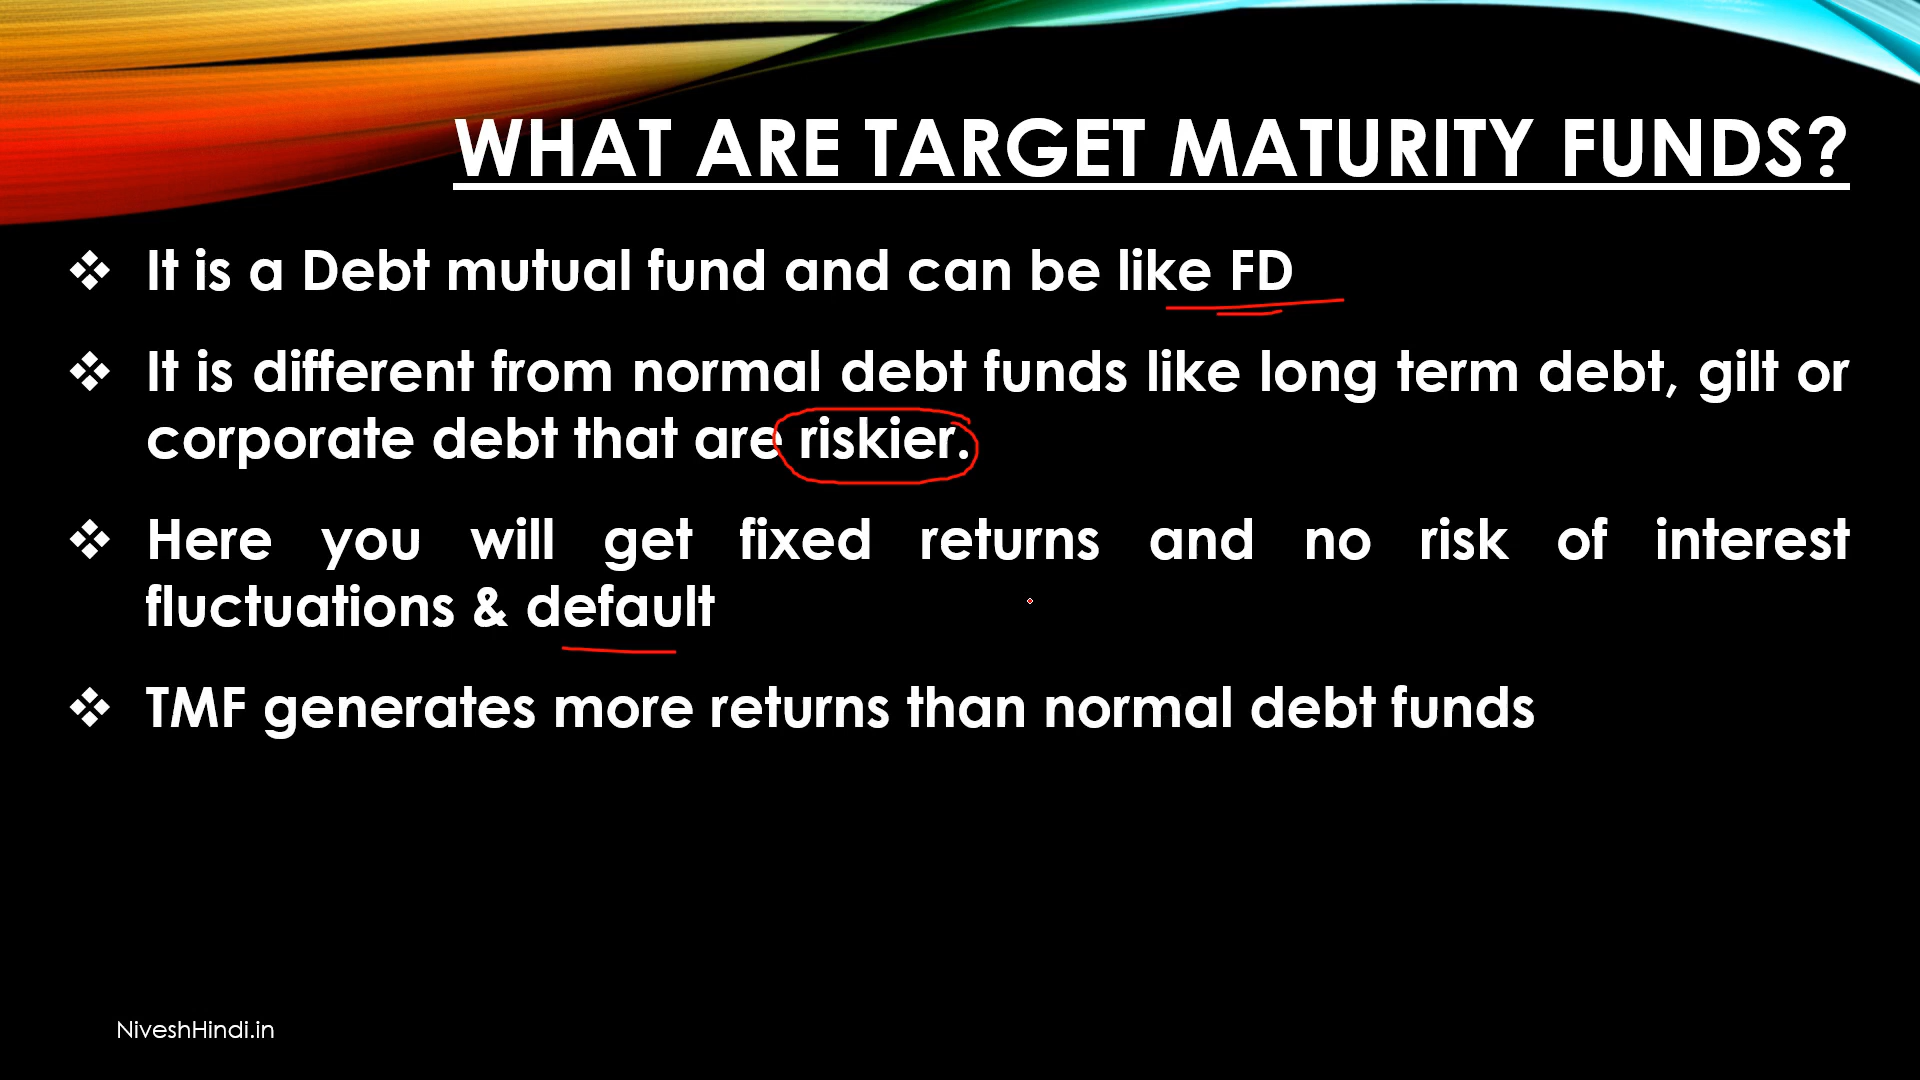 WHAT ARE TARGET MATURITY FUNDS?
It is a Debt mutual fund and can be like FD
It is different from normal debt funds like long term debt, gilt or
corporate debt that are riskier.
Here you will get fixed returns and no risk of interest
fluctuations & default
TMF generates more returns than normal debt funds
NiveshHindi.in